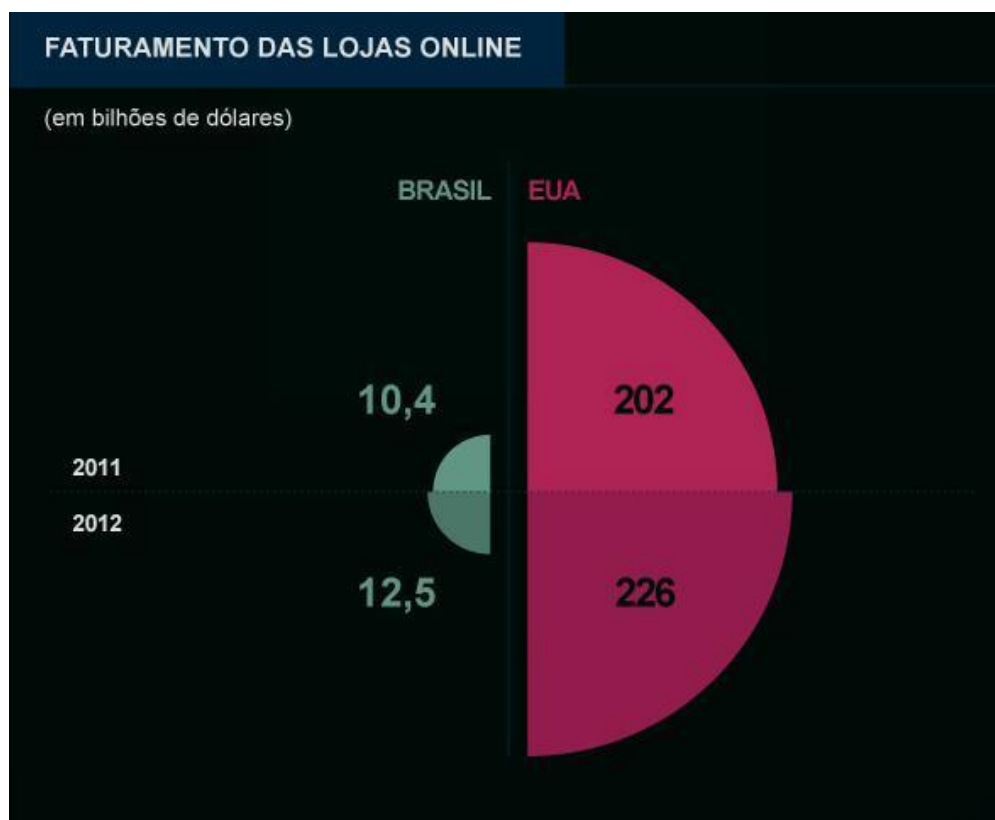 FATURAMENTO DAS LOJAS ONLINE
(em bilhões de dólares)
BRASIL EUA
10,4 202
2011
2012
12,5 226